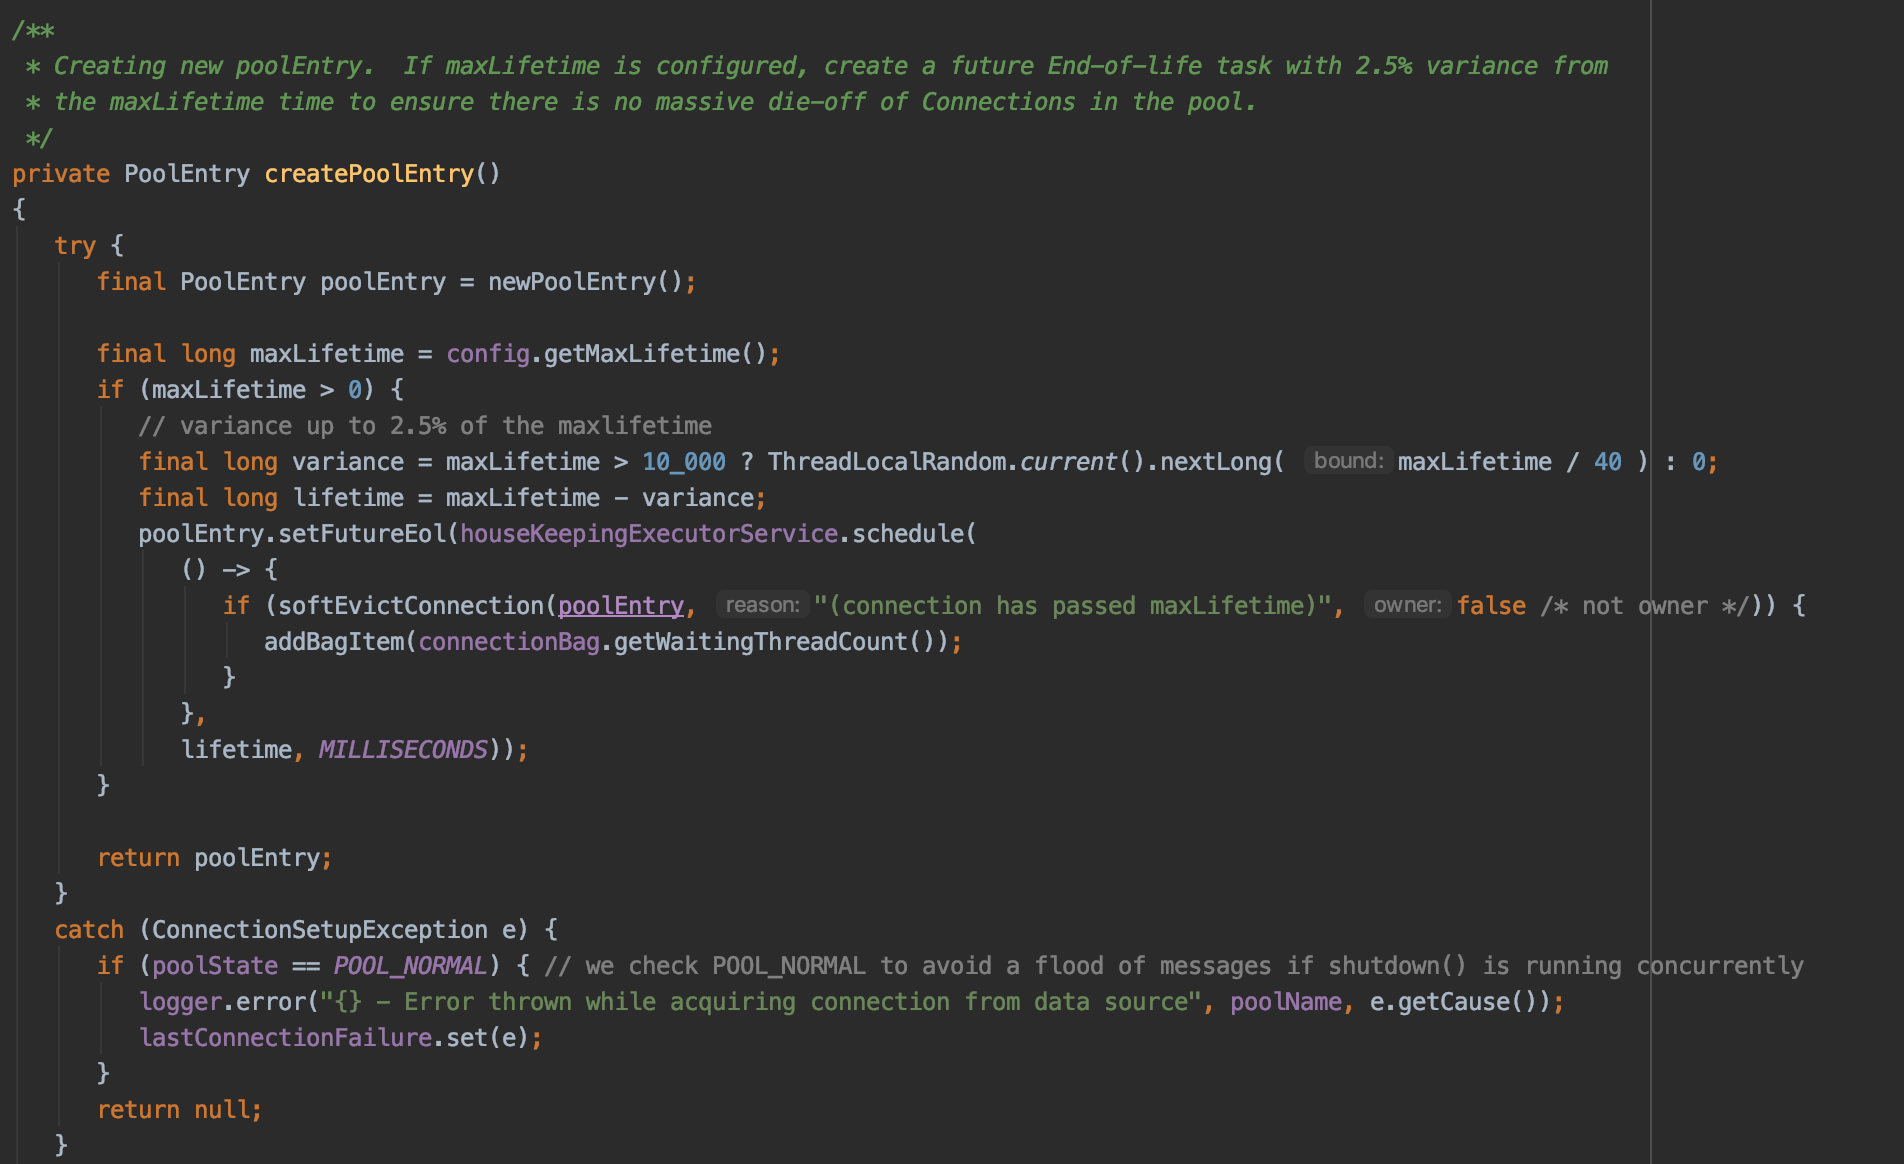 /**
 * Creating new poolEntry.  If maxLifetime is configured, create a future End-of-life task with 2.5% variance from
 * the maxLifetime time to ensure there is no massive die-off of Connections in the pool.
 */
private PoolEntry createPoolEntry()
{
   try {
      final PoolEntry poolEntry = newPoolEntry();

      final long maxLifetime = config.getMaxLifetime();
      if (maxLifetime > 0) {
         // variance up to 2.5% of the maxlifetime
         final long variance = maxLifetime > 10_000 ? ThreadLocalRandom.current().nextLong( bound: maxLifetime / 40 ) : 0;
         final long lifetime = maxLifetime - variance;
         poolEntry.setFutureEol(houseKeepingExecutorService.schedule(
            () -> {
               if (softEvictConnection(poolEntry, reason: "(connection has passed maxLifetime)", owner: false /* not owner */)) {
                  addBagItem(connectionBag.getWaitingThreadCount());
               }
            },
            lifetime, MILLISECONDS));
      }

      return poolEntry;
   }
   catch (ConnectionSetupException e) {
      if (poolState == POOL_NORMAL) { // we check POOL_NORMAL to avoid a flood of messages if shutdown() is running concurrently
         logger.error("{} - Error thrown while acquiring connection from data source", poolName, e.getCause());
         lastConnectionFailure.set(e);
      }
      return null;
   }